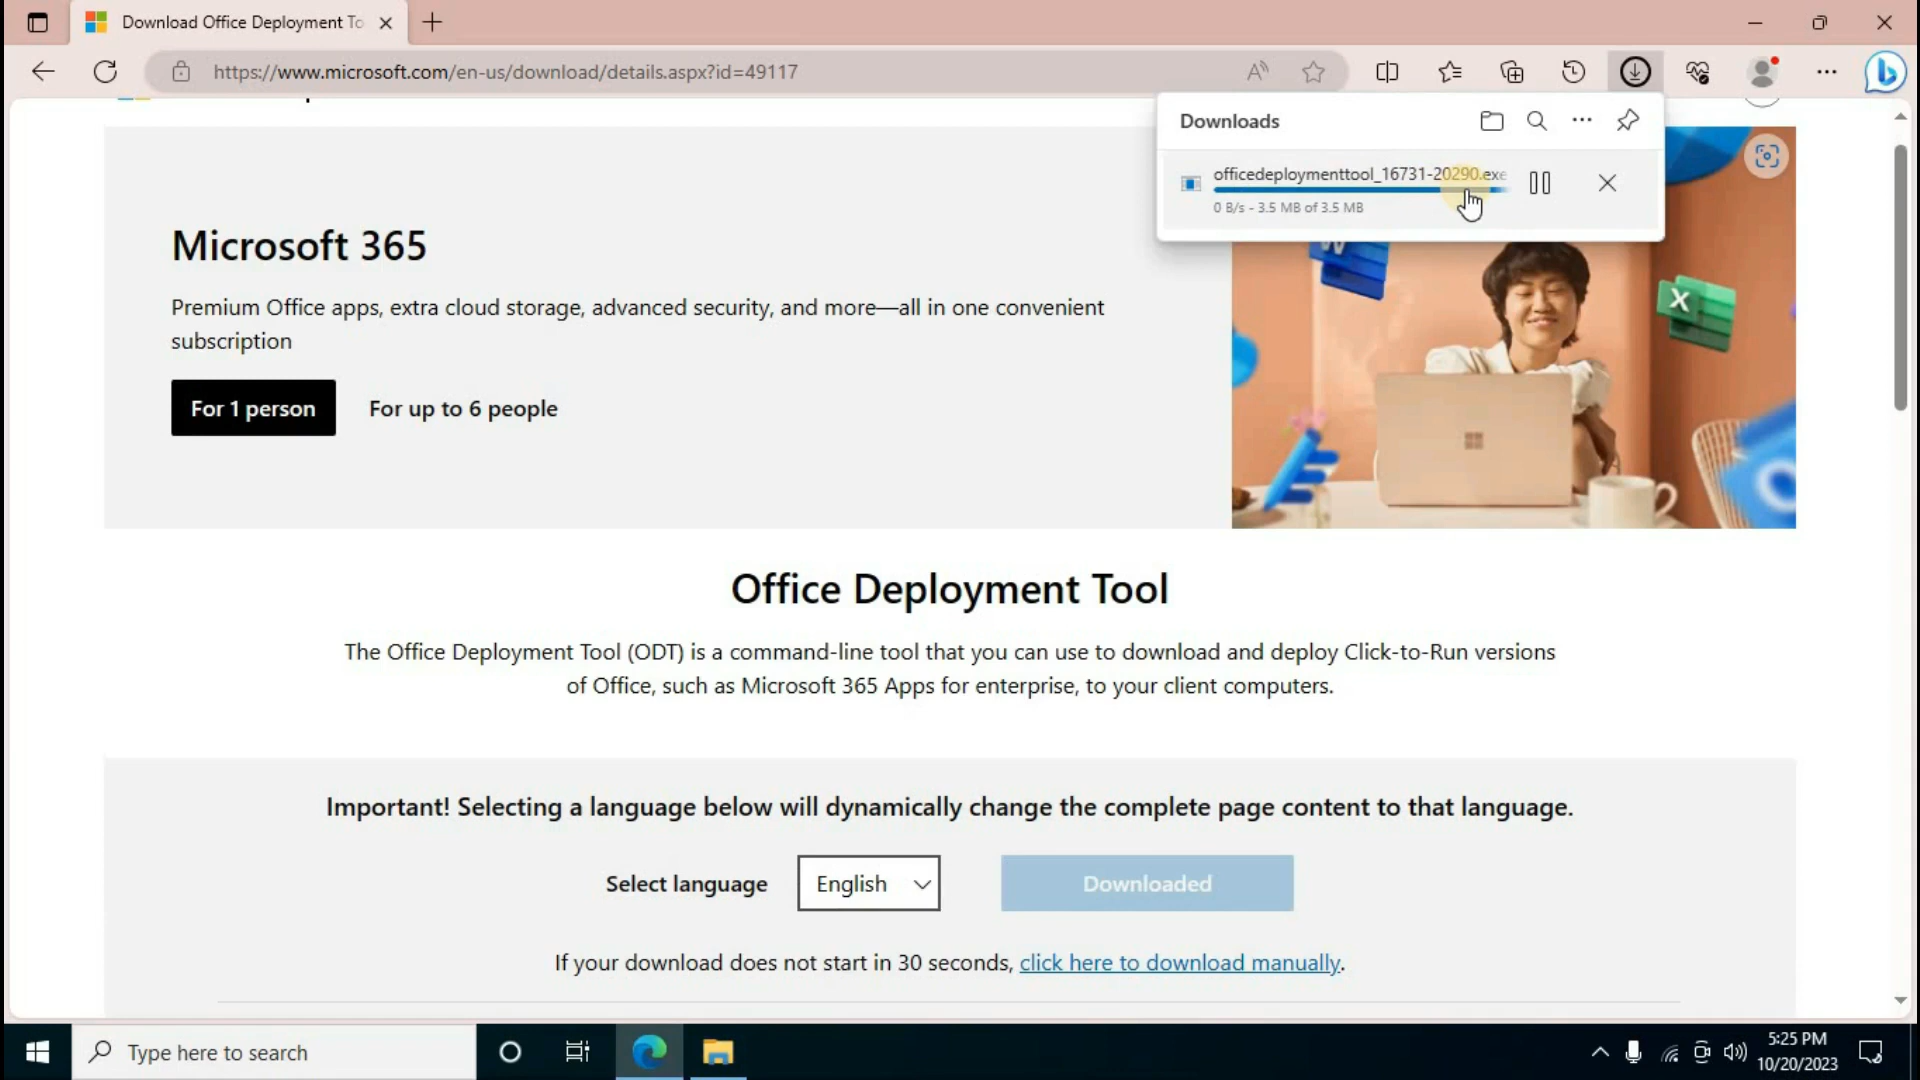 Download Office Deployment To
https://www.microsoft.com/en-us/download/details.aspx?id=49117
Downloads
officedeploymenttool_16731-20290.exe
0 B/s - 3.5 MB of 3.5 MB
Microsoft 365
Premium Office apps, extra cloud storage, advanced security, and more—all in one convenient
subscription
For 1 person
For up to 6 people
W
X
Office Deployment Tool
The Office Deployment Tool (ODT) is a command-line tool that you can use to download and deploy Click-to-Run versions
of Office, such as Microsoft 365 Apps for enterprise, to your client computers.
Important! Selecting a language below will dynamically change the complete page content to that language.
Select language
English
Downloaded
If your download does not start in 30 seconds, click here to download manually.
Type here to search
5:25 PM
10/20/2023